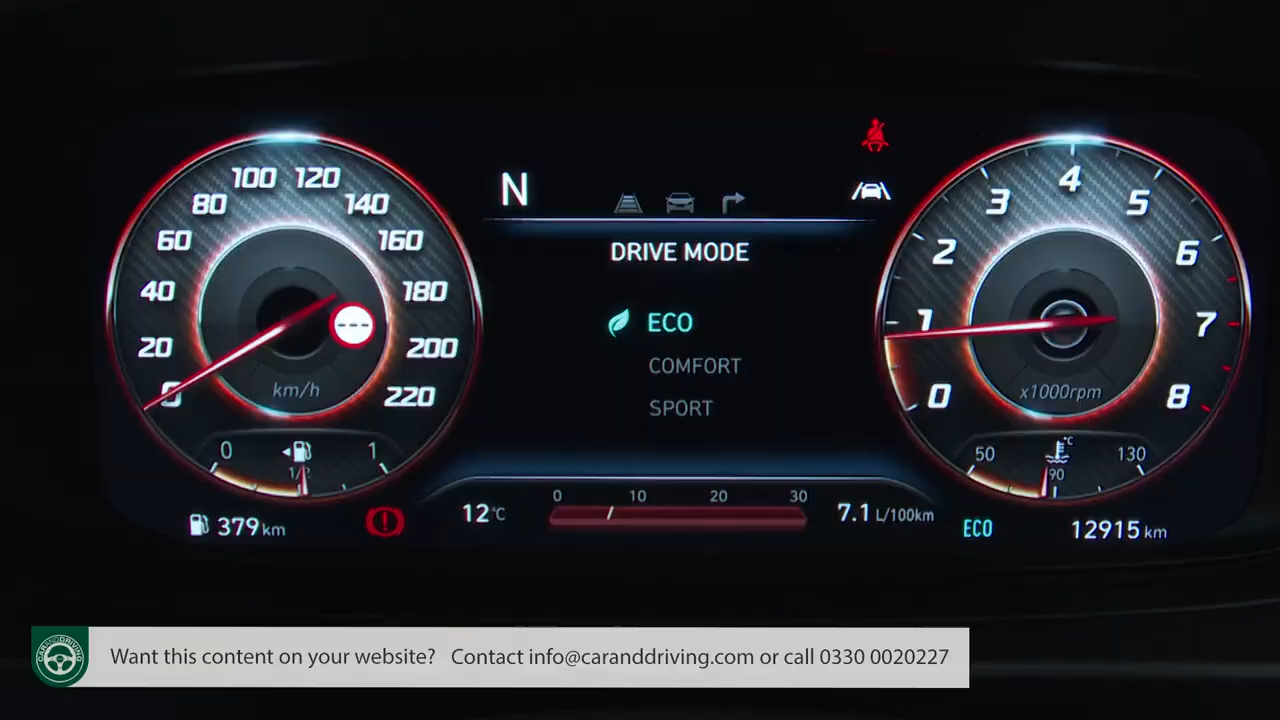 100 120
80 140
60 160
40 180
20 200
0 220
km/h
0 1
1/2
379 km
N
DRIVE MODE
ECO
COMFORT
SPORT
0 10 20 30
12 °C
7.1 L/100km
4
3 5
2 6
1 7
0 8
x1000rpm
°C
50 130
90
ECO
12915 km
CARANDDRIVING
Want this content on your website? Contact info@caranddriving.com or call 0330 0020227